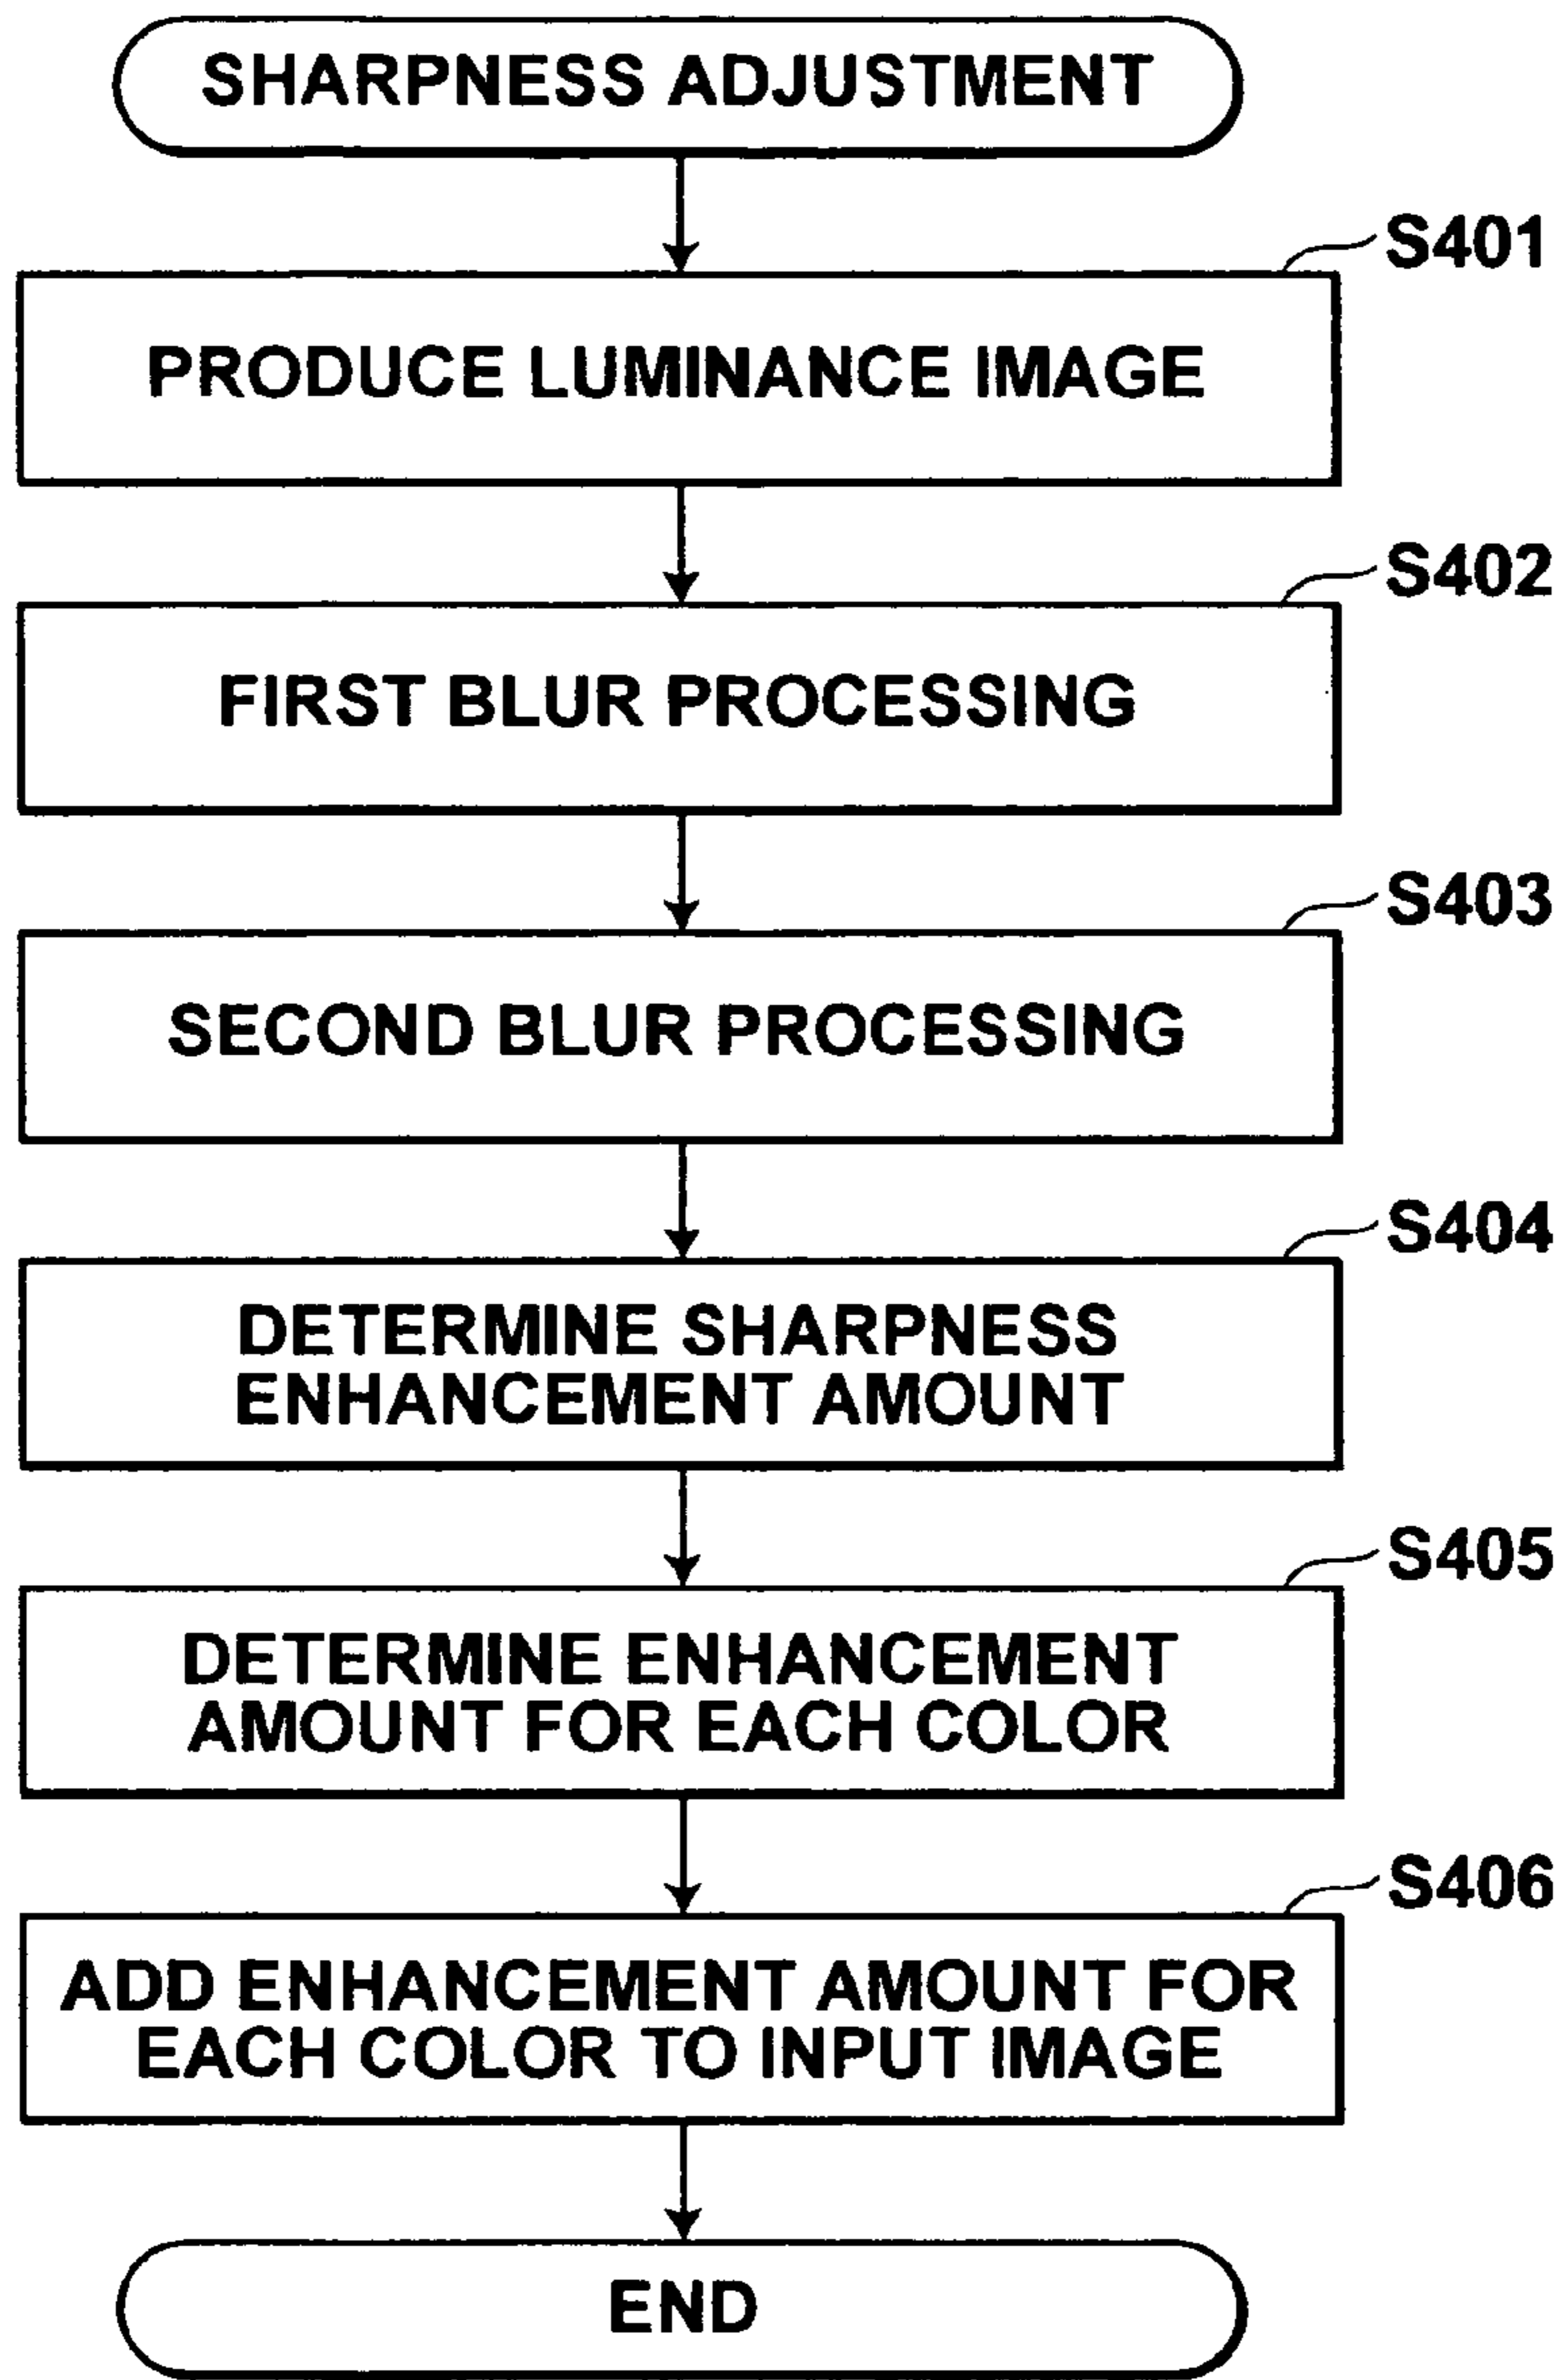 SHARPNESS ADJUSTMENT
S401
PRODUCE LUMINANCE IMAGE
S402
FIRST BLUR PROCESSING
S403
SECOND BLUR PROCESSING
S404
DETERMINE SHARPNESS
ENHANCEMENT AMOUNT
S405
DETERMINE ENHANCEMENT
AMOUNT FOR EACH COLOR
S406
ADD ENHANCEMENT AMOUNT FOR
EACH COLOR TO INPUT IMAGE
END